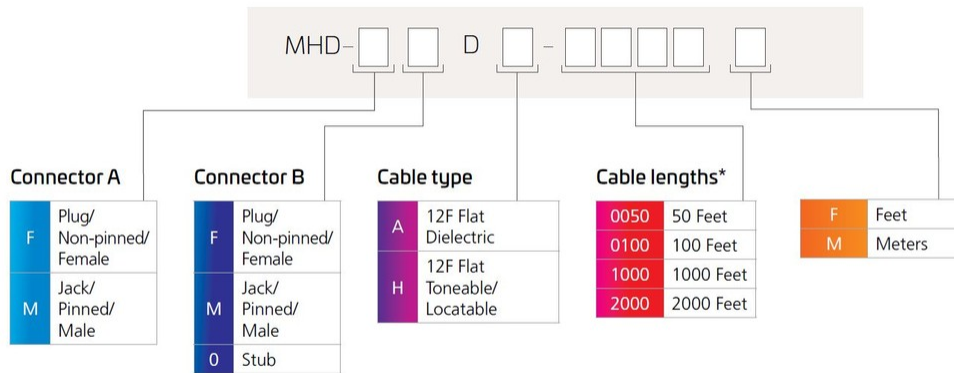 MHD- D -
Connector A
F
Plug/
Non-pinned/
Female
M
Jack/
Pinned/
Male
Connector B
F
Plug/
Non-pinned/
Female
M
Jack/
Pinned/
Male
0 Stub
Cable type
A
12F Flat
Dielectric
H
12F Flat
Toneable/
Locatable
Cable lengths*
0050 50 Feet
0100 100 Feet
1000 1000 Feet
2000 2000 Feet
F Feet
M Meters